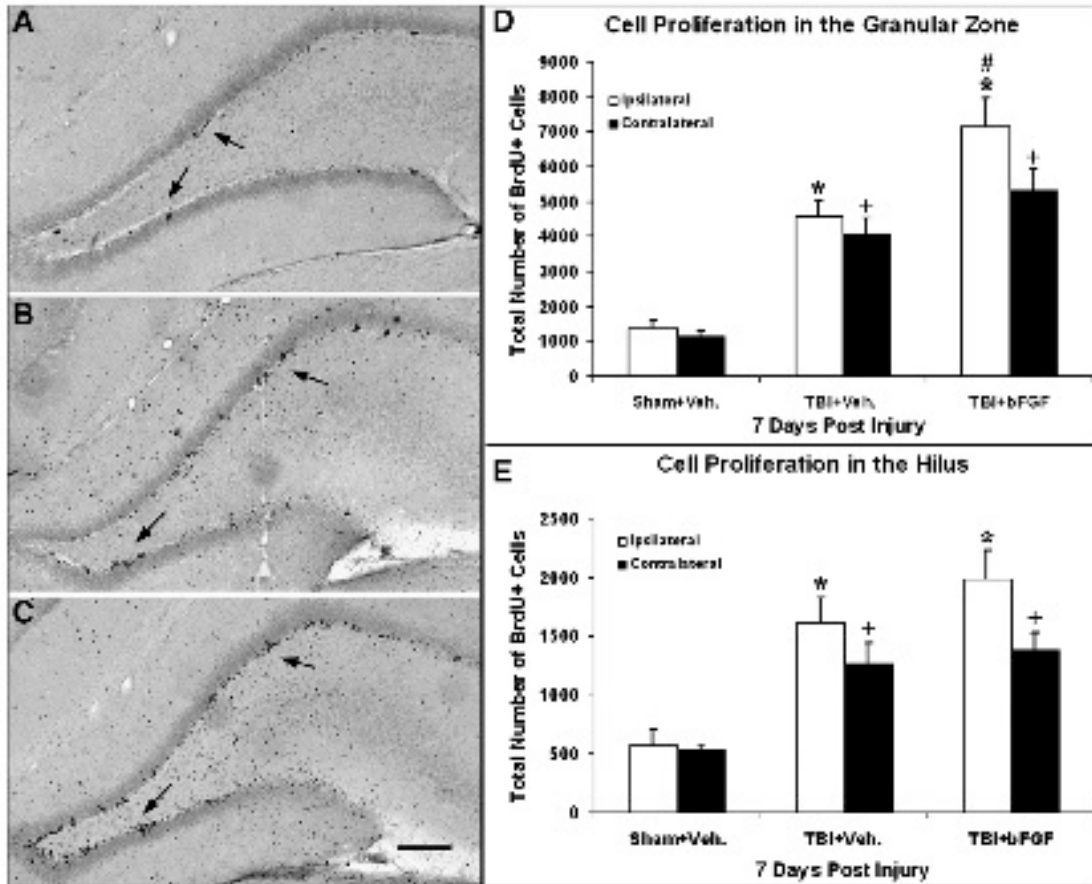 A
B
C
D
Cell Proliferation in the Granular Zone
Total Number of BrdU+ Cells
9000
8000
7000
6000
5000
4000
3000
2000
1000
0
Ipsilateral
Contralateral
*
+
#
*
+
Sham+Veh.
TBI+Veh.
TBI+bFGF
7 Days Post Injury
E
Cell Proliferation in the Hilus
Total Number of BrdU+ Cells
2500
2000
1500
1000
500
0
Ipsilateral
Contralateral
*
+
*
+
Sham+Veh.
TBI+Veh.
TBI+bFGF
7 Days Post Injury